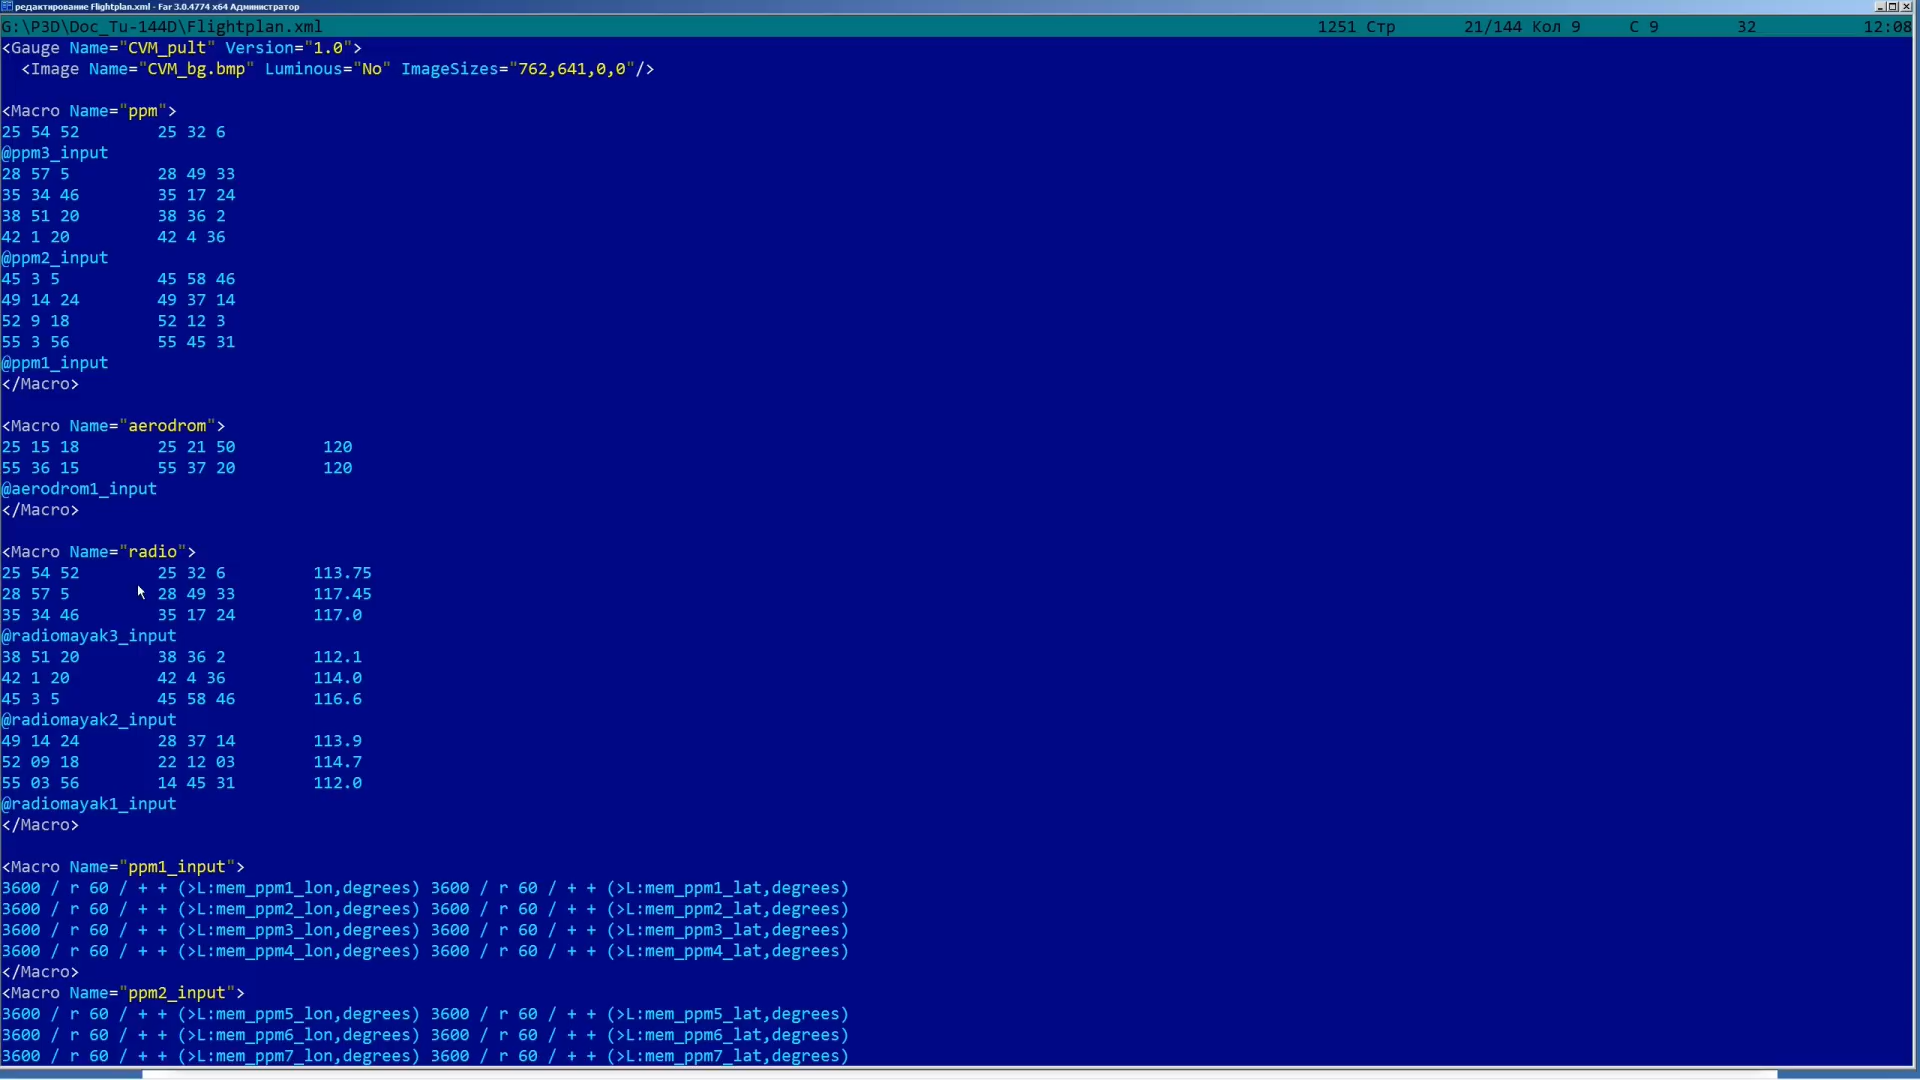 редактирование Flightplan.xml - Far 3.0.4774 x64 Администратор
G:\P3D\Doc_Tu-144D\Flightplan.xml 1251 Стр 21/144 Кол 9 С 9 32 12:08
<Gauge Name="CVM_pult" Version="1.0">
<Image Name="CVM_bg.bmp" Luminous="No" ImageSizes="762,641,0,0"/>
<Macro Name="ppm">
25 54 52 25 32 6
@ppm3_input
28 57 5 28 49 33
35 34 46 35 17 24
38 51 20 38 36 2
42 1 20 42 4 36
@ppm2_input
45 3 5 45 58 46
49 14 24 49 37 14
52 9 18 52 12 3
55 3 56 55 45 31
@ppm1_input
</Macro>
<Macro Name="aerodrom">
25 15 18 25 21 50 120
55 36 15 55 37 20 120
@aerodrom1_input
</Macro>
<Macro Name="radio">
25 54 52 25 32 6 113.75
28 57 5 28 49 33 117.45
35 34 46 35 17 24 117.0
@radiomayak3_input
38 51 20 38 36 2 112.1
42 1 20 42 4 36 114.0
45 3 5 45 58 46 116.6
@radiomayak2_input
49 14 24 28 37 14 113.9
52 09 18 22 12 03 114.7
55 03 56 14 45 31 112.0
@radiomayak1_input
</Macro>
<Macro Name="ppm1_input">
3600 / r 60 / + + (>L:mem_ppm1_lon,degrees) 3600 / r 60 / + + (>L:mem_ppm1_lat,degrees)
3600 / r 60 / + + (>L:mem_ppm2_lon,degrees) 3600 / r 60 / + + (>L:mem_ppm2_lat,degrees)
3600 / r 60 / + + (>L:mem_ppm3_lon,degrees) 3600 / r 60 / + + (>L:mem_ppm3_lat,degrees)
3600 / r 60 / + + (>L:mem_ppm4_lon,degrees) 3600 / r 60 / + + (>L:mem_ppm4_lat,degrees)
</Macro>
<Macro Name="ppm2_input">
3600 / r 60 / + + (>L:mem_ppm5_lon,degrees) 3600 / r 60 / + + (>L:mem_ppm5_lat,degrees)
3600 / r 60 / + + (>L:mem_ppm6_lon,degrees) 3600 / r 60 / + + (>L:mem_ppm6_lat,degrees)
3600 / r 60 / + + (>L:mem_ppm7_lon,degrees) 3600 / r 60 / + + (>L:mem_ppm7_lat,degrees)